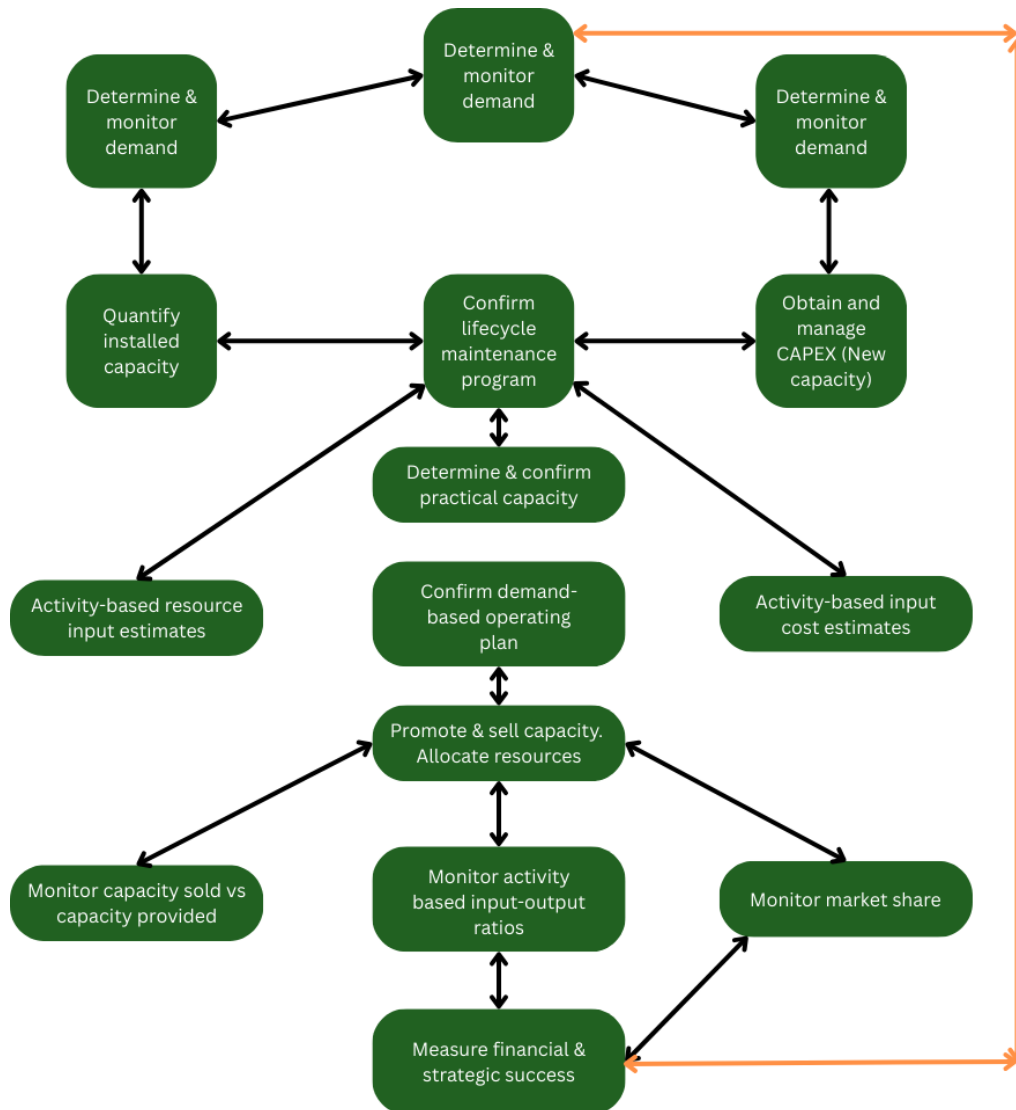 Determine &
monitor
demand
Determine &
monitor
demand
Determine &
monitor
demand
Quantify
installed
capacity
Confirm
lifecycle
maintenance
program
Obtain and
manage
CAPEX (New
capacity)
Determine & confirm
practical capacity
Activity-based resource
input estimates
Confirm demand-
based operating
plan
Activity-based input
cost estimates
Promote & sell capacity.
Allocate resources
Monitor capacity sold vs
capacity provided
Monitor activity
based input-output
ratios
Monitor market share
Measure financial &
strategic success